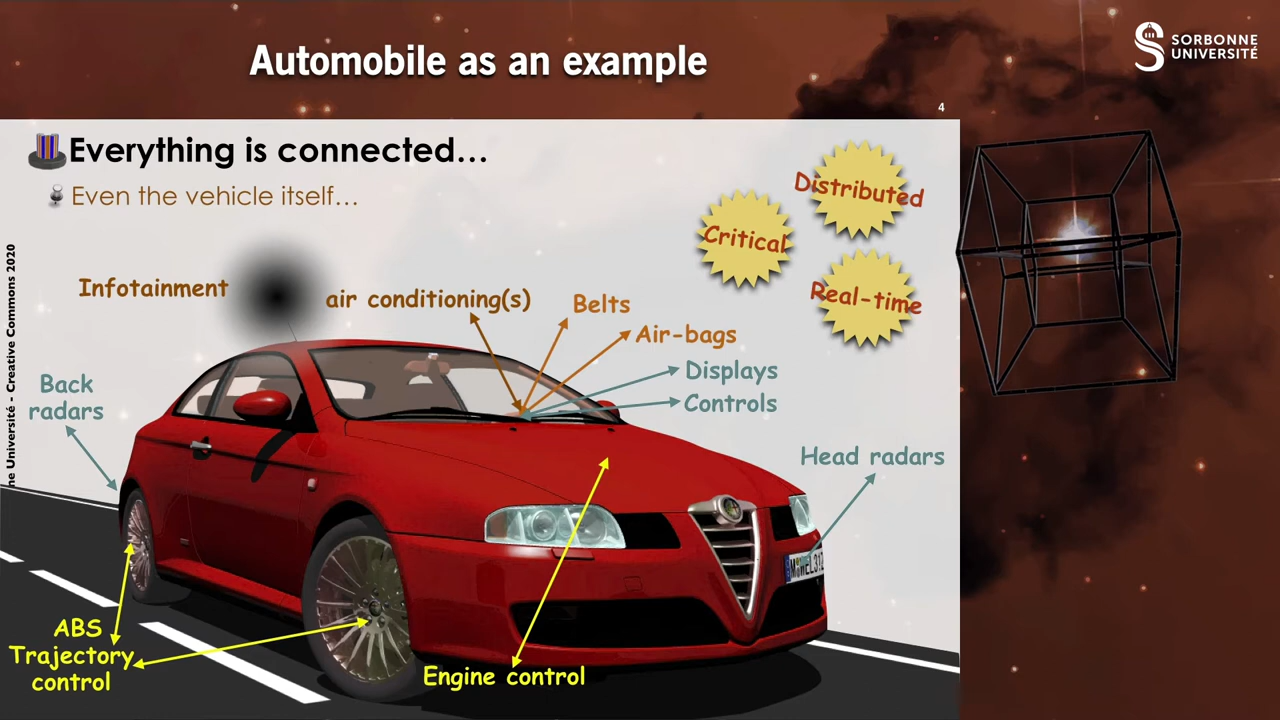 Automobile as an example
SORBONNE
UNIVERSITÉ
4
Everything is connected...
Even the vehicle itself...
Distributed
Critical
Real-time
Infotainment
air conditioning(s)
Belts
Air-bags
Displays
Controls
Back
radars
Head radars
ABS
Trajectory
control
Engine control
Université - Creative Commons 2020